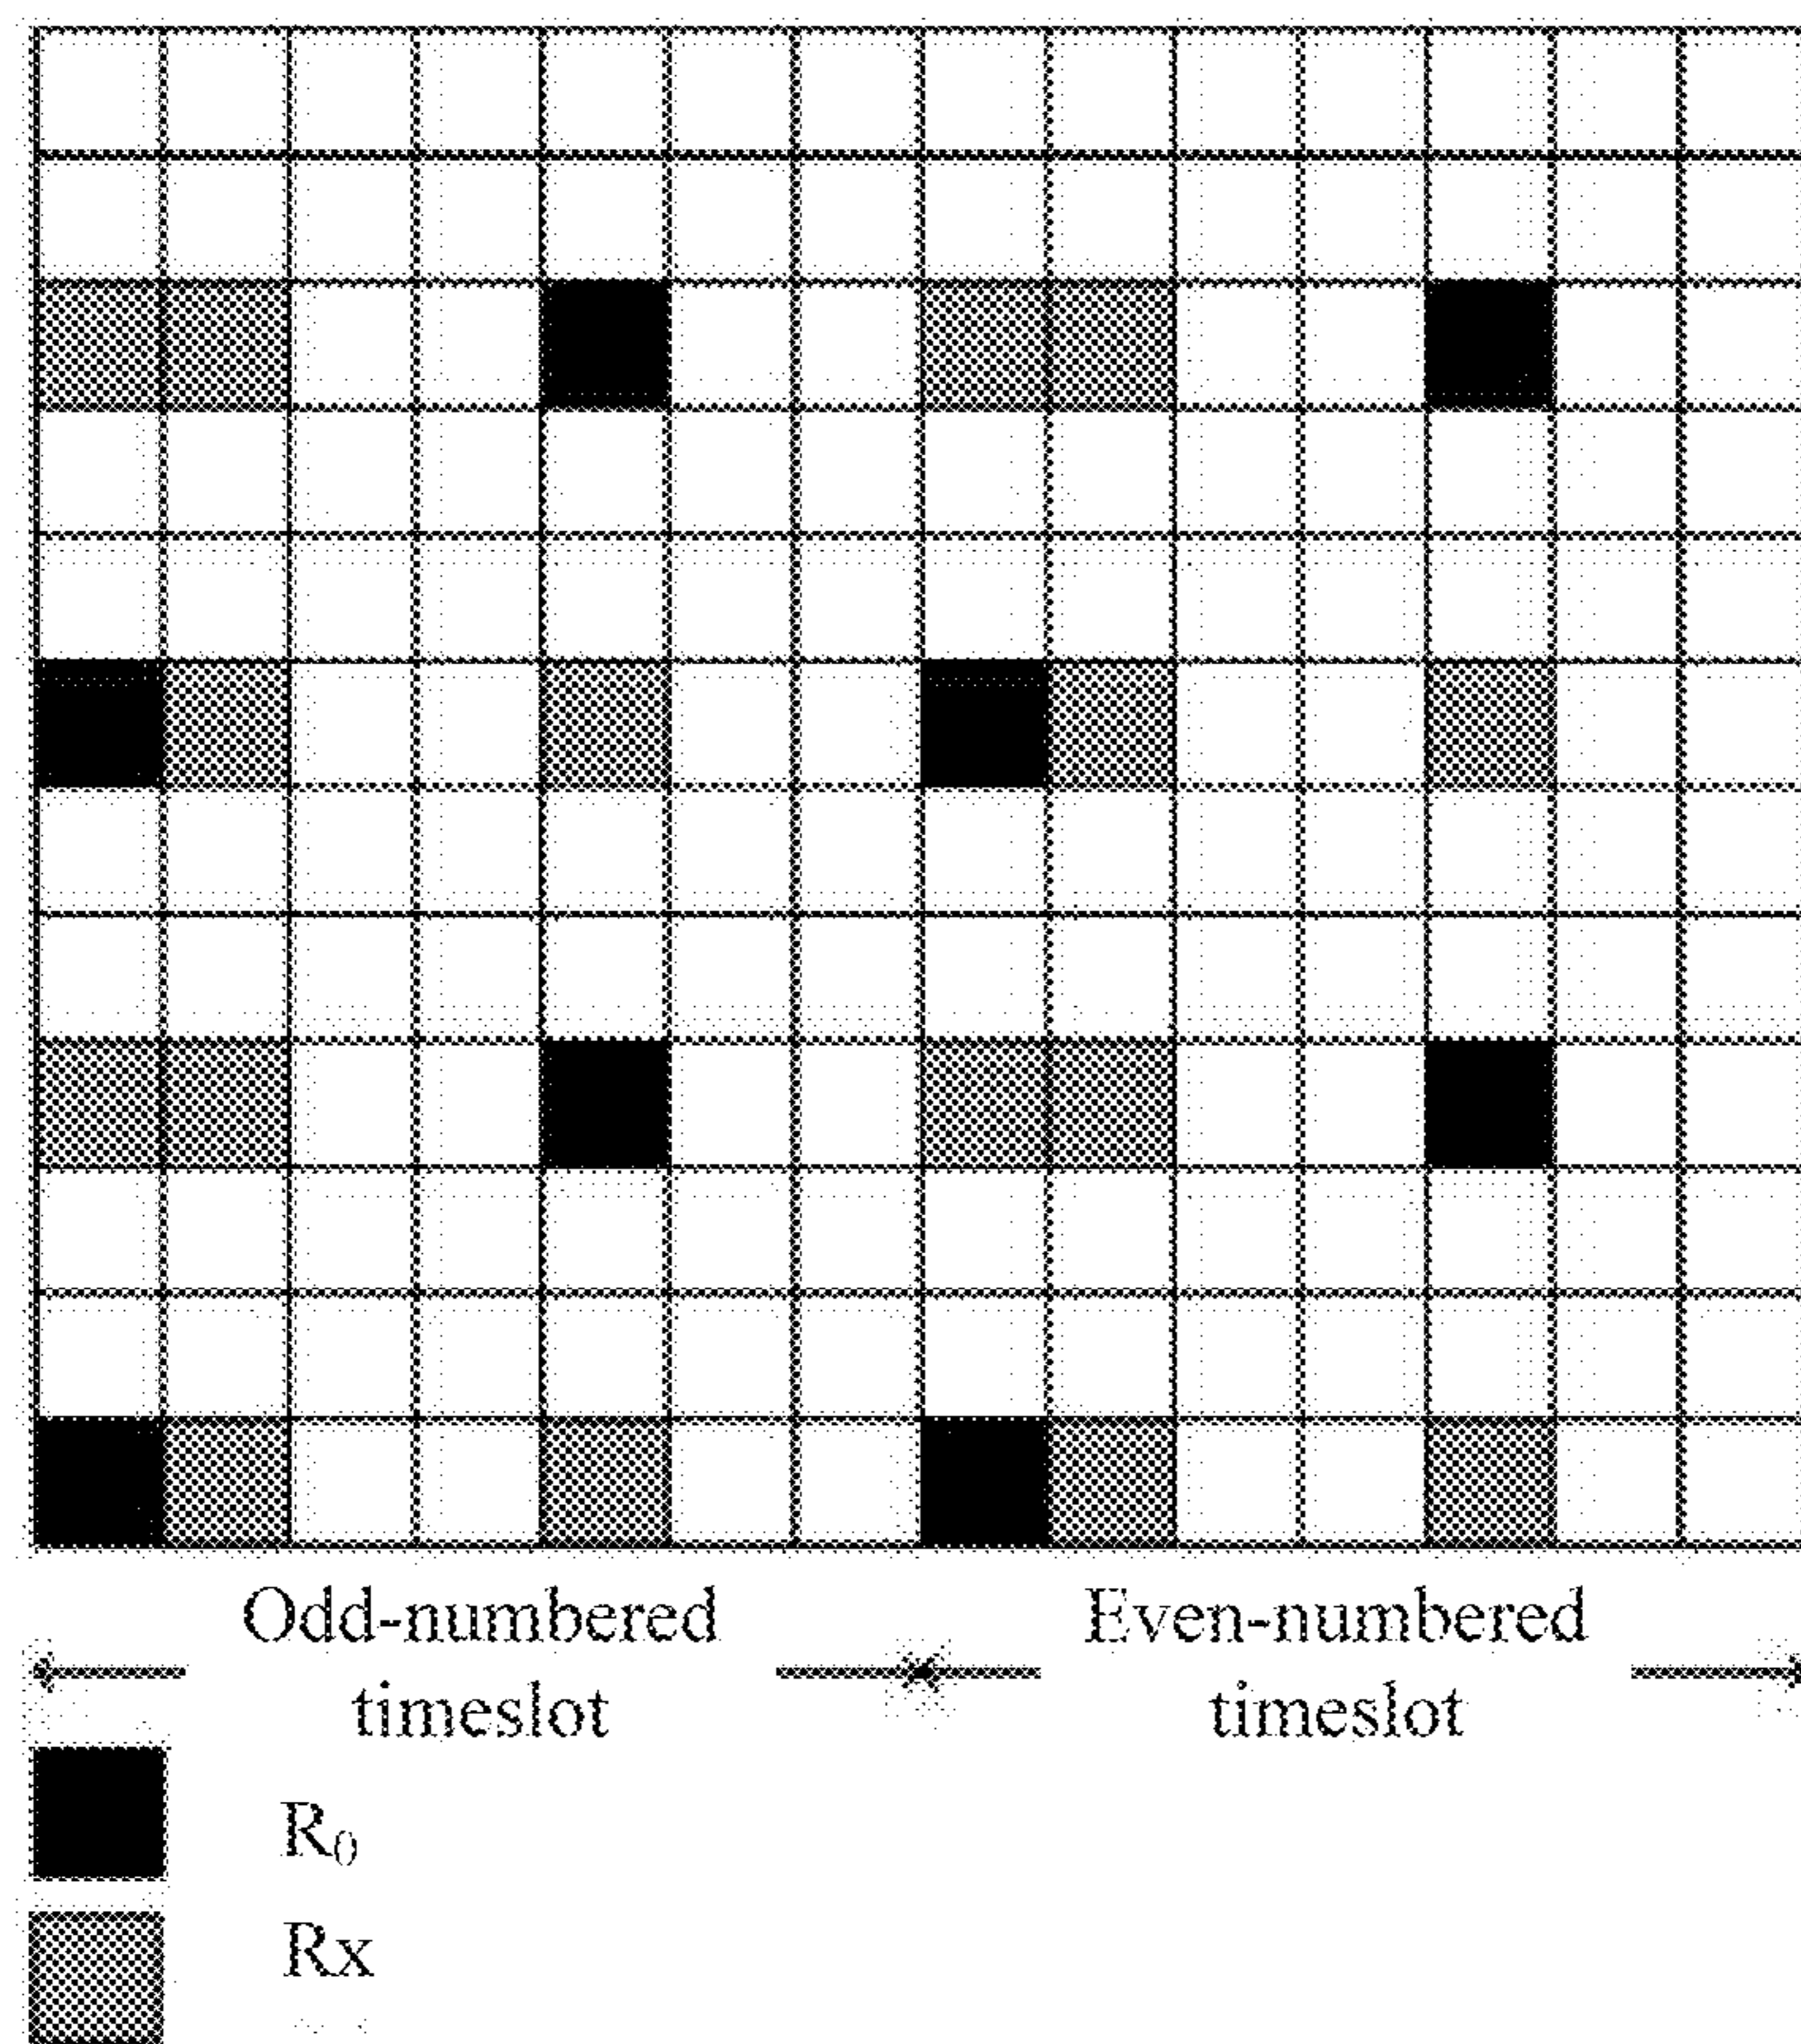 Odd-numbered
timeslot
Even-numbered
timeslot
R₀
Rx